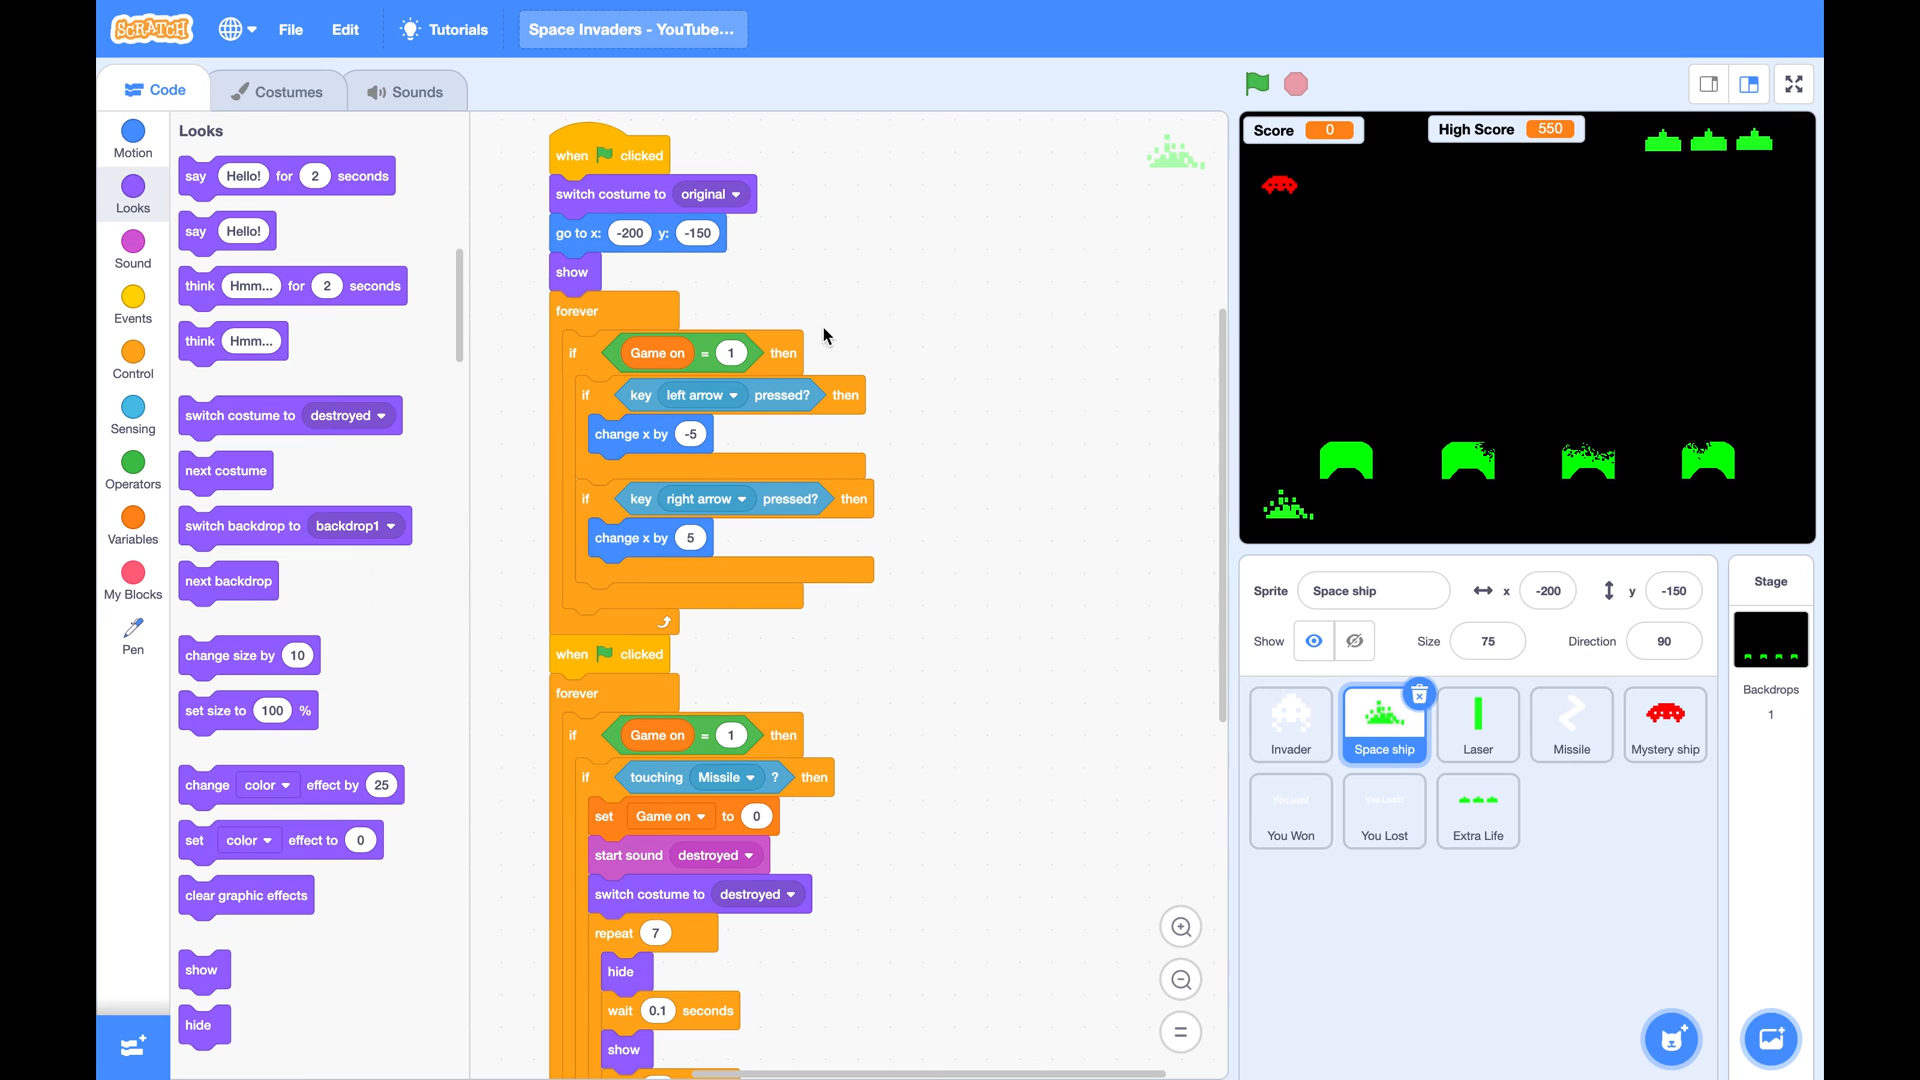 SCRATCH File Edit Tutorials Space Invaders - YouTube...
Code Costumes Sounds
Motion
Looks
Sound
Events
Control
Sensing
Operators
Variables
My Blocks
Pen
Looks
say Hello! for 2 seconds
say Hello!
think Hmm... for 2 seconds
think Hmm...
switch costume to destroyed
next costume
switch backdrop to backdrop1
next backdrop
change size by 10
set size to 100 %
change color effect by 25
set color effect to 0
clear graphic effects
show
hide
when clicked
switch costume to original
go to x: -200 y: -150
show
forever
if Game on = 1 then
if key left arrow pressed? then
change x by -5
if key right arrow pressed? then
change x by 5
when clicked
forever
if Game on = 1 then
if touching Missile ? then
set Game on to 0
start sound destroyed
switch costume to destroyed
repeat 7
hide
wait 0.1 seconds
show
Score 0 High Score 550
Sprite Space ship x -200 y -150
Show Size 75 Direction 90
Invader Space ship Laser Missile Mystery ship
You Won You Lost Extra Life
Stage
Backdrops
1